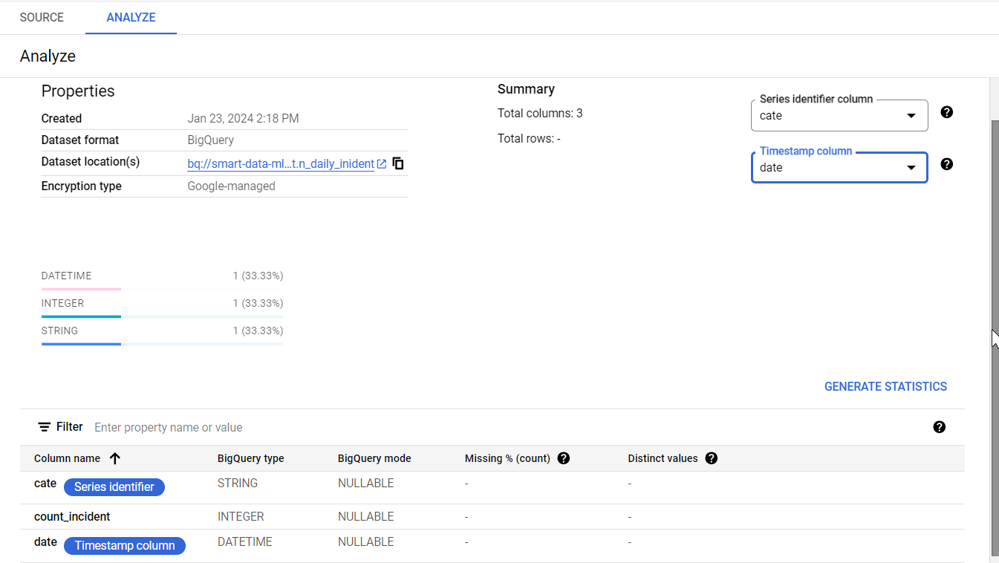 SOURCE ANALYZE
Analyze
Properties
Created Jan 23, 2024 2:18 PM
Dataset format BigQuery
Dataset location(s) bq://smart-data-ml...t.n_daily_inident
Encryption type Google-managed
Summary
Total columns: 3
Total rows: -
Series identifier column
cate
Timestamp column
date
DATETIME 1 (33.33%)
INTEGER 1 (33.33%)
STRING 1 (33.33%)
GENERATE STATISTICS
Filter Enter property name or value
Column name BigQuery type BigQuery mode Missing % (count) Distinct values
cate Series identifier STRING NULLABLE - -
count_incident INTEGER NULLABLE - -
date Timestamp column DATETIME NULLABLE - -